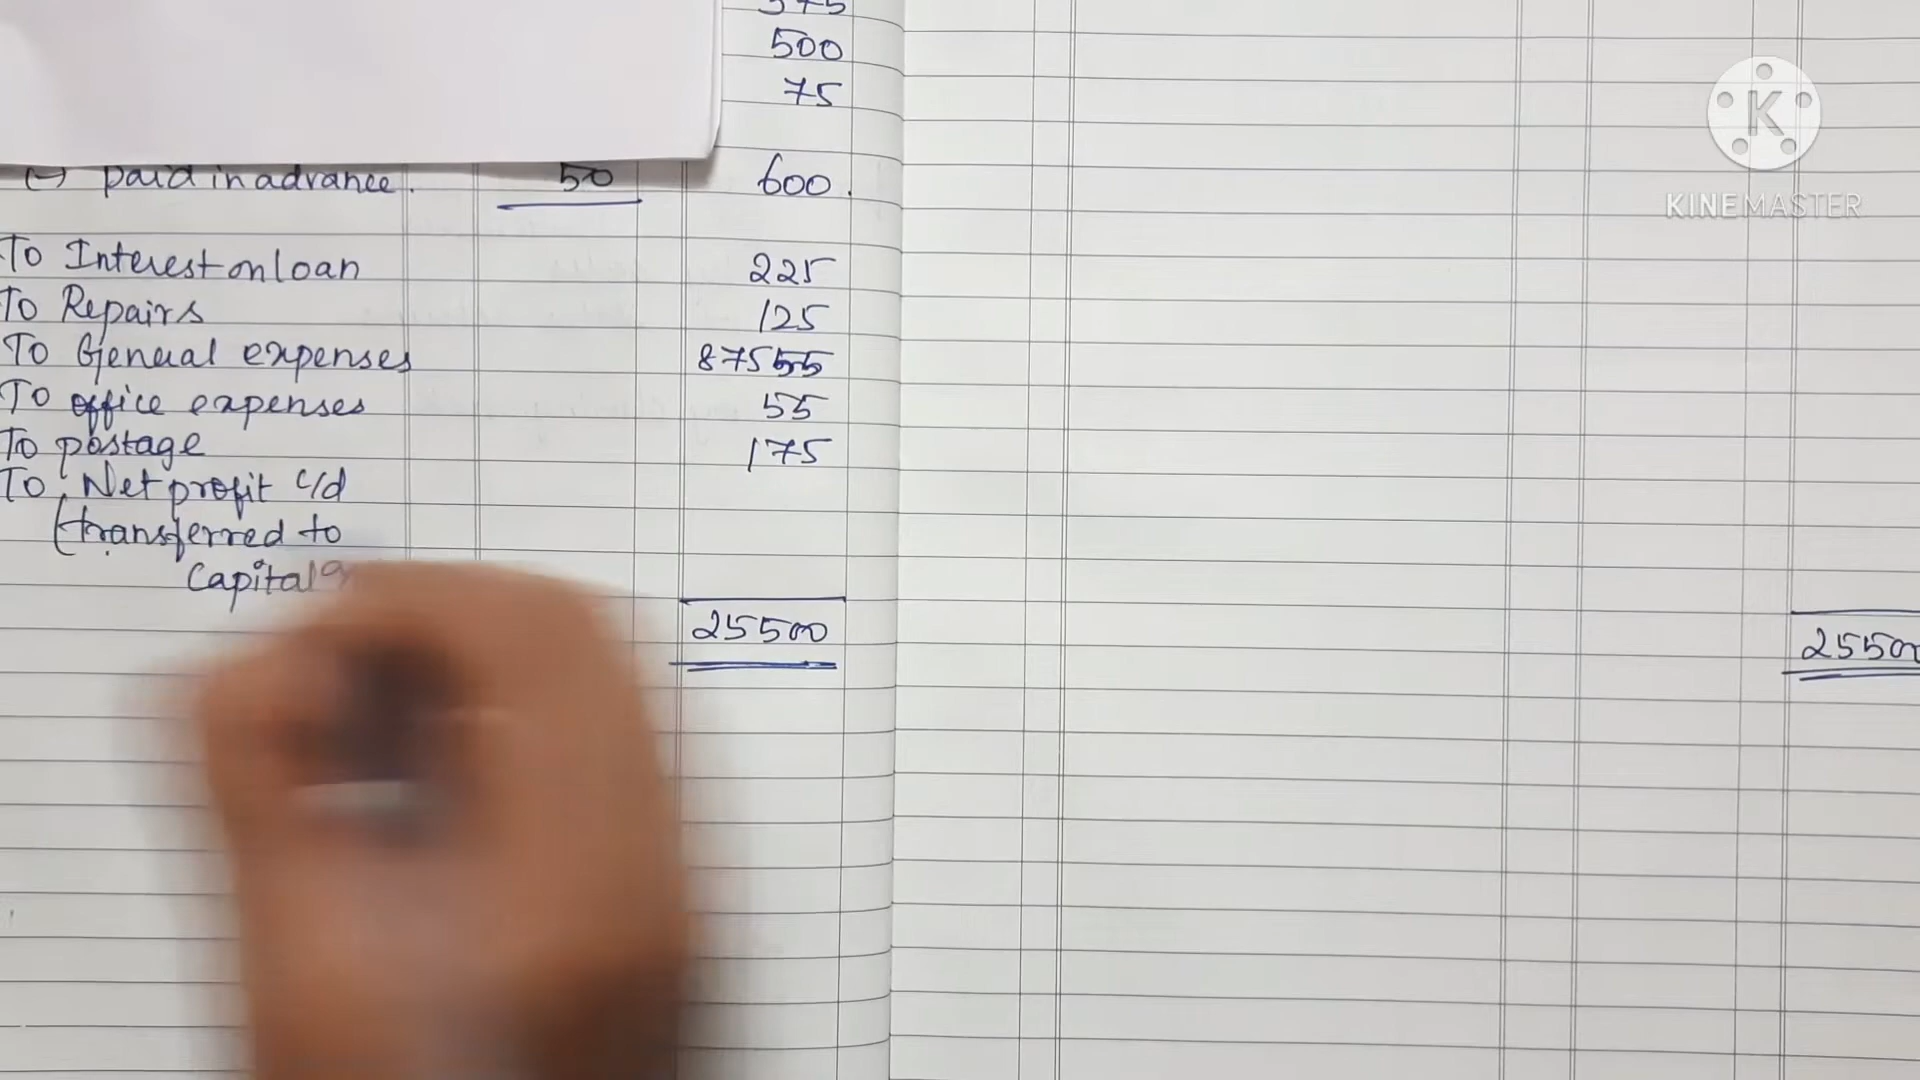 500
75
(-) paid in advance. 50 600.
To Interest on loan 225
To Repairs 125
To General expenses 87555
To office expenses 55
To postage 175
To Net profit c/d
(transferred to
Capital
25500 25500
K
KINEMASTER